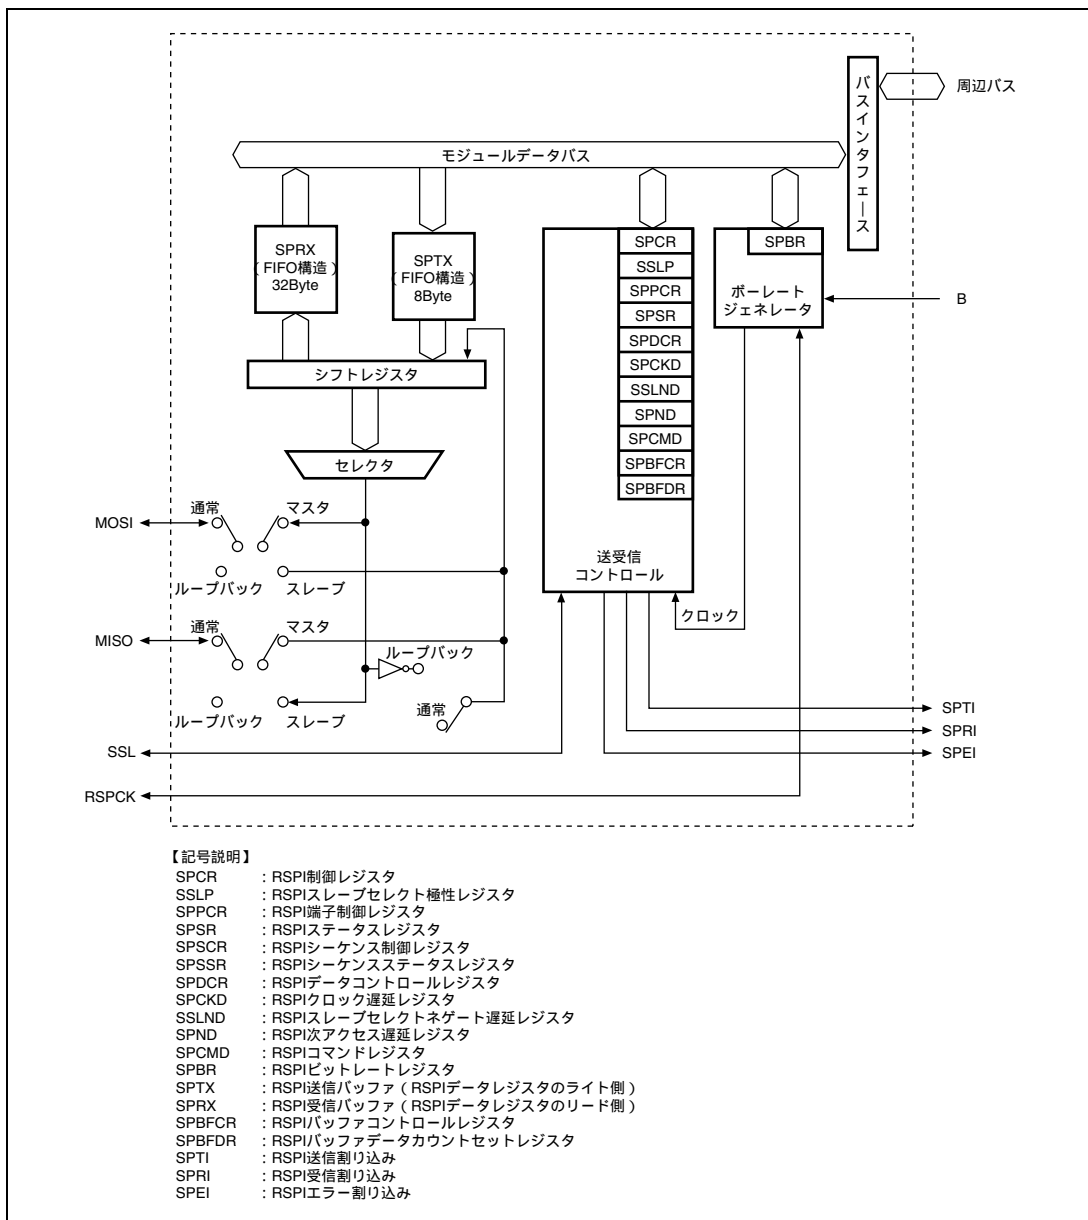 周辺バス
バスインタフェース
モジュールデータバス
SPRX
(FIFO構造)
32Byte
SPTX
(FIFO構造)
8Byte
SPCR
SSLP
SPPCR
SPSR
SPDCR
SPCKD
SSLND
SPND
SPCMD
SPBFCR
SPBFDR
送受信
コントロール
SPBR
ボーレート
ジェネレータ
B
シフトレジスタ
セレクタ
クロック
MOSI
通常
マスタ
ループバック
スレーブ
MISO
通常
マスタ
ループバック
ループバック
スレーブ
通常
SSL
RSPCK
SPTI
SPRI
SPEI
【記号説明】
SPCR : RSPI制御レジスタ
SSLP : RSPIスレーブセレクト極性レジスタ
SPPCR : RSPI端子制御レジスタ
SPSR : RSPIステータスレジスタ
SPSCR : RSPIシーケンス制御レジスタ
SPSSR : RSPIシーケンスステータスレジスタ
SPDCR : RSPIデータコントロールレジスタ
SPCKD : RSPIクロック遅延レジスタ
SSLND : RSPIスレーブセレクトネゲート遅延レジスタ
SPND : RSPI次アクセス遅延レジスタ
SPCMD : RSPIコマンドレジスタ
SPBR : RSPIビットレートレジスタ
SPTX : RSPI送信バッファ(RSPIデータレジスタのライト側)
SPRX : RSPI受信バッファ(RSPIデータレジスタのリード側)
SPBFCR : RSPIバッファコントロールレジスタ
SPBFDR : RSPIバッファデータカウントセットレジスタ
SPTI : RSPI送信割り込み
SPRI : RSPI受信割り込み
SPEI : RSPIエラー割り込み